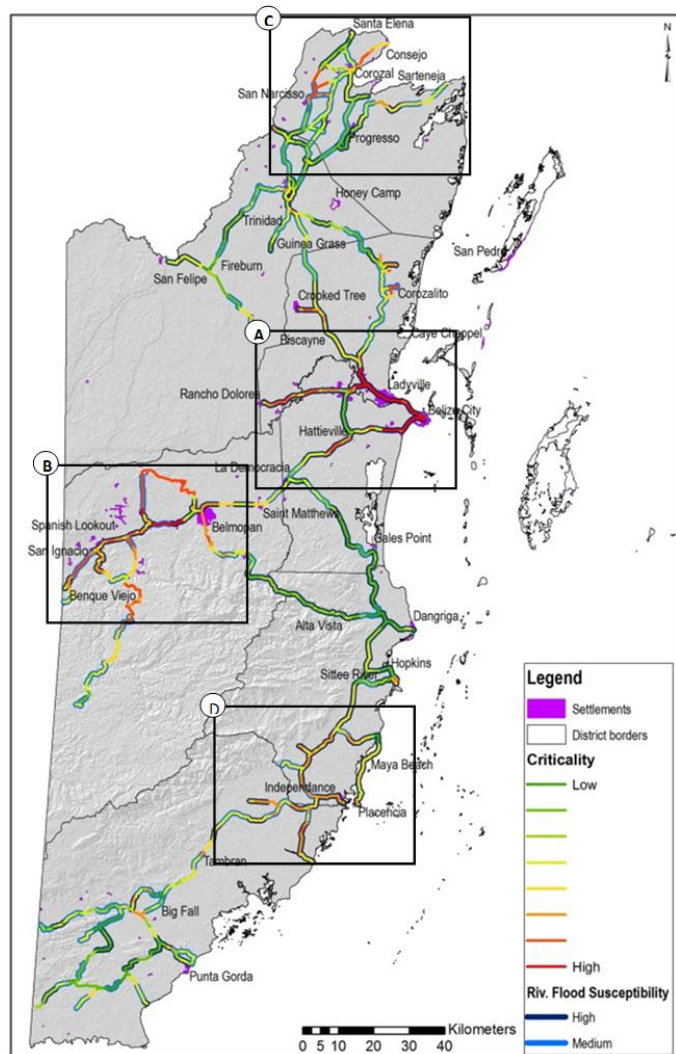 C
Santa Elena
N
Consejo
Corozal
Sarteneja
San Narcisso
Progresso
Honey Camp
Trinidad
Guinea Grass
San Pedro
Fireburn
San Felipe
Crooked Tree
Corozalito
A
Biscayne
Caye Chappel
Ladyville
Rancho Dolores
Belize City
Hattieville
B
La Democracia
Spanish Lookout
Belmopan
Saint Matthews
San Ignacio
Gales Point
Benque Viejo
Alta Vista
Dangriga
Hopkins
Sittee River
D
Maya Beach
Independance
Placencia
Tambran
Big Fall
Punta Gorda
Legend
Settlements
District borders
Criticality
Low
High
Riv. Flood Susceptibility
High
Medium
Kilometers
0 5 10 20 30 40